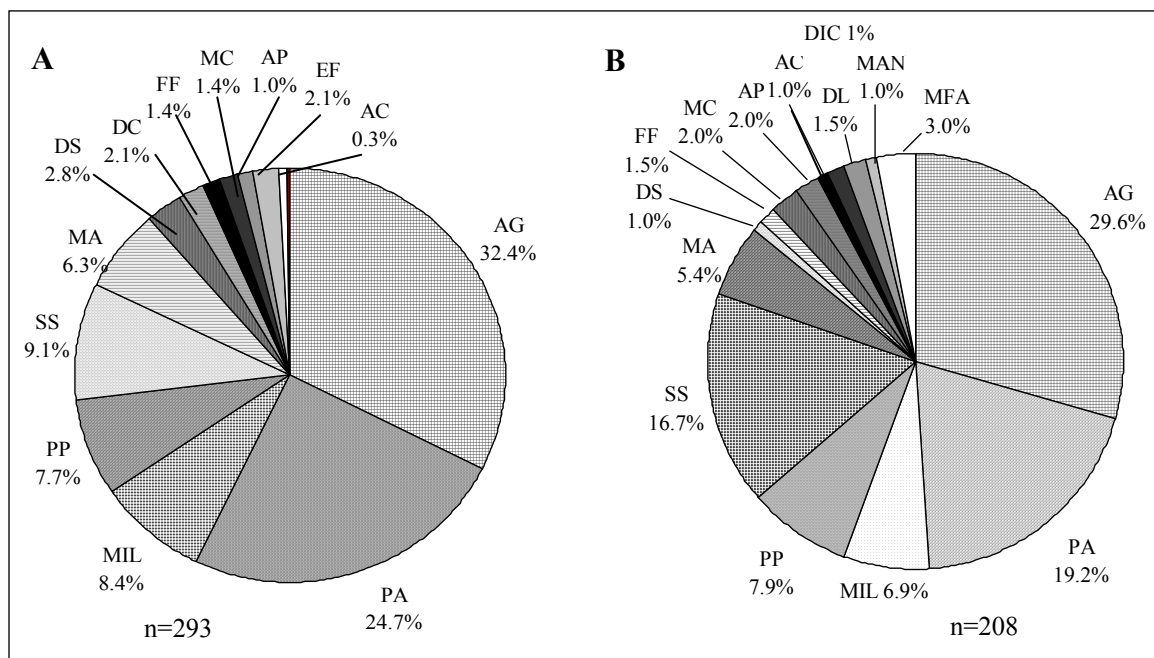 A
AG
32.4%
PA
24.7%
MIL
8.4%
PP
7.7%
SS
9.1%
MA
6.3%
DS
2.8%
DC
2.1%
FF
1.4%
MC
1.4%
AP
1.0%
EF
2.1%
AC
0.3%
n=293
B
AG
29.6%
PA
19.2%
MIL 6.9%
PP
7.9%
SS
16.7%
MA
5.4%
DS
1.0%
FF
1.5%
MC
2.0%
AP
2.0%
AC
1.0%
DIC 1%
DL
1.5%
MAN
1.0%
MFA
3.0%
n=208